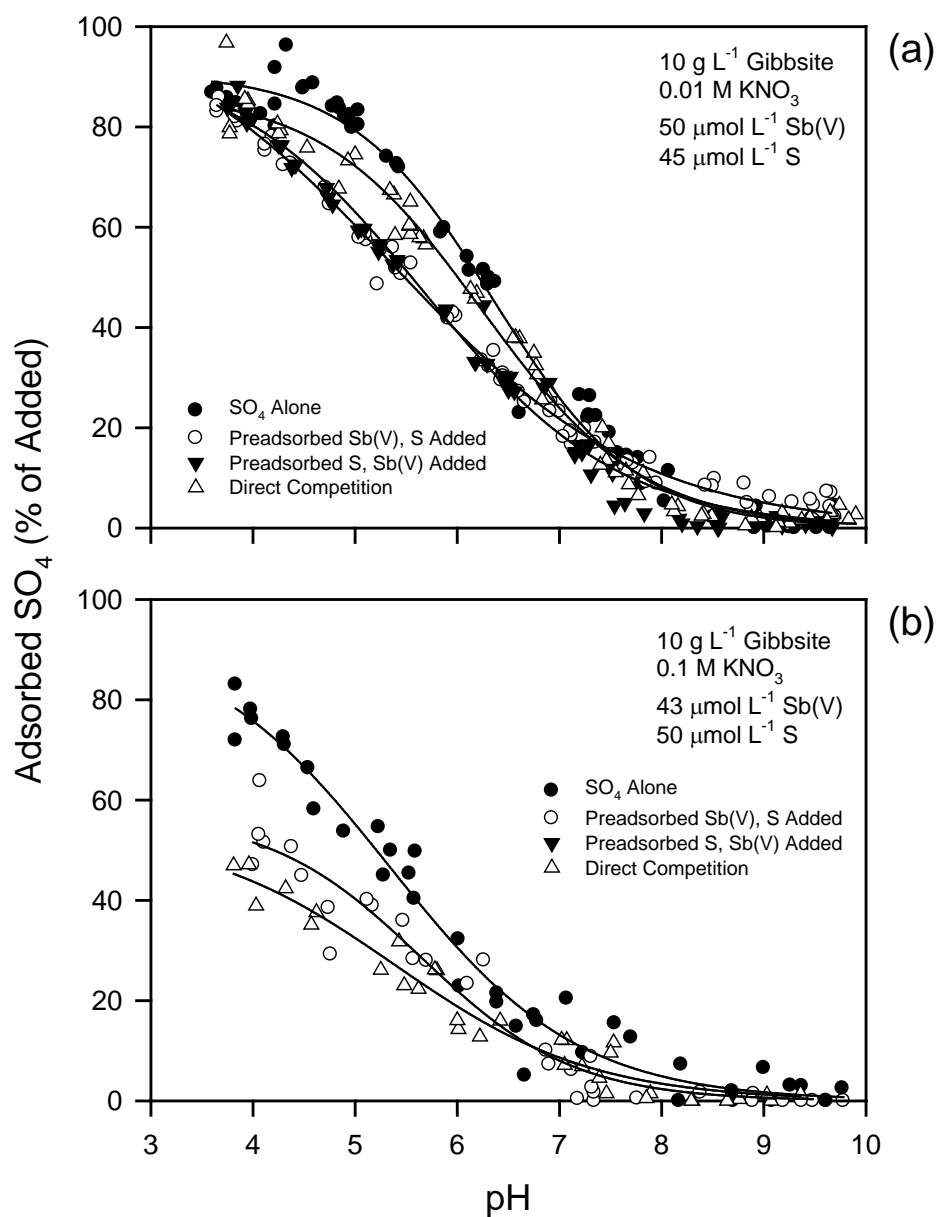 (a)
10 g L⁻¹ Gibbsite
0.01 M KNO₃
50 μmol L⁻¹ Sb(V)
45 μmol L⁻¹ S
100
80
60
40
20
0
SO₄ Alone
Preadsorbed Sb(V), S Added
Preadsorbed S, Sb(V) Added
Direct Competition
Adsorbed SO₄ (% of Added)
(b)
10 g L⁻¹ Gibbsite
0.1 M KNO₃
43 μmol L⁻¹ Sb(V)
50 μmol L⁻¹ S
100
80
60
40
20
0
SO₄ Alone
Preadsorbed Sb(V), S Added
Preadsorbed S, Sb(V) Added
Direct Competition
3 4 5 6 7 8 9 10
pH